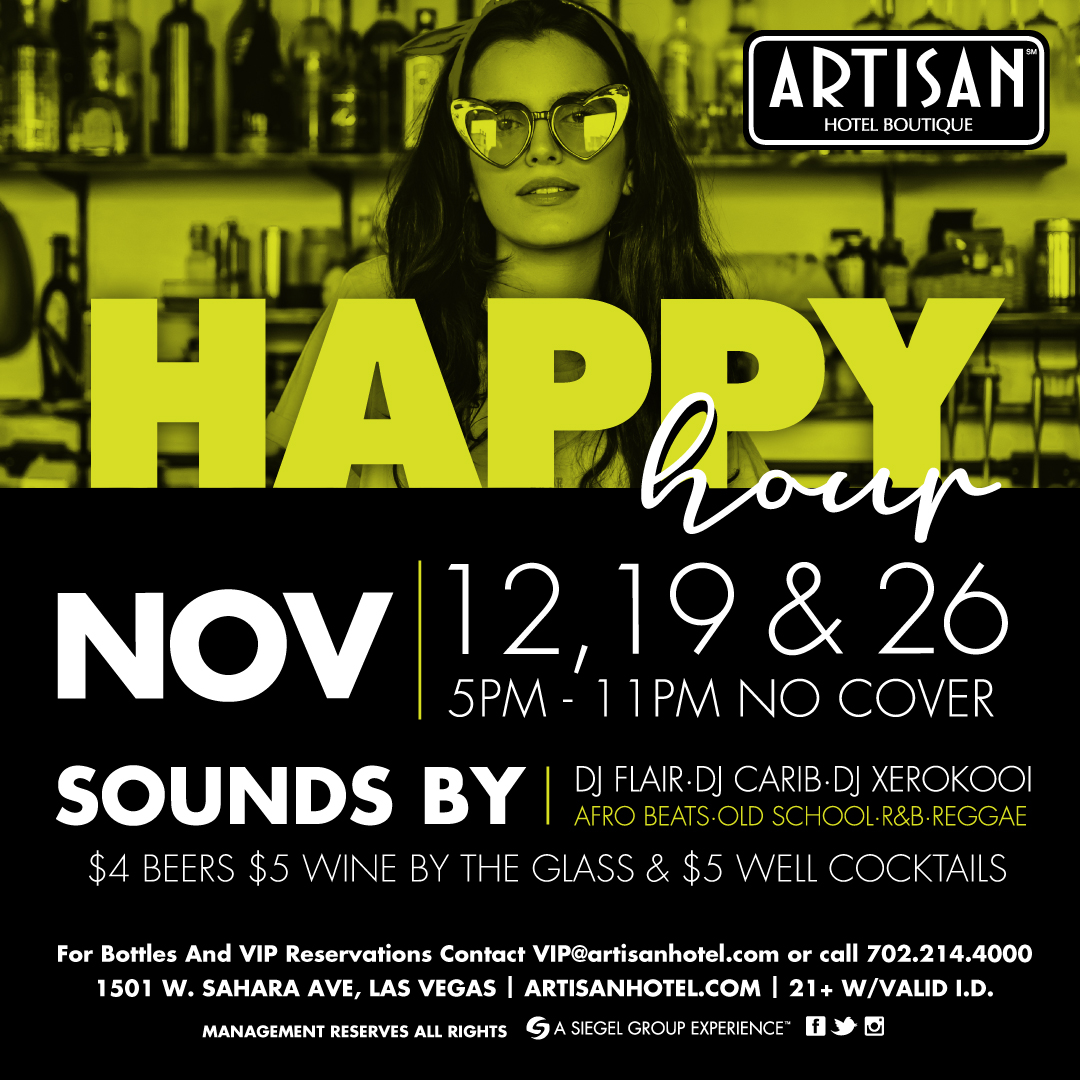 ARTISAN℠
HOTEL BOUTIQUE
HAPPY
hour
NOV
12, 19 & 26
5PM - 11PM NO COVER
SOUNDS BY
DJ FLAIR·DJ CARIB·DJ XEROKOOI
AFRO BEATS·OLD SCHOOL·R&B·REGGAE
$4 BEERS $5 WINE BY THE GLASS & $5 WELL COCKTAILS
For Bottles And VIP Reservations Contact VIP@artisanhotel.com or call 702.214.4000
1501 W. SAHARA AVE, LAS VEGAS | ARTISANHOTEL.COM | 21+ W/VALID I.D.
MANAGEMENT RESERVES ALL RIGHTS A SIEGEL GROUP EXPERIENCE™